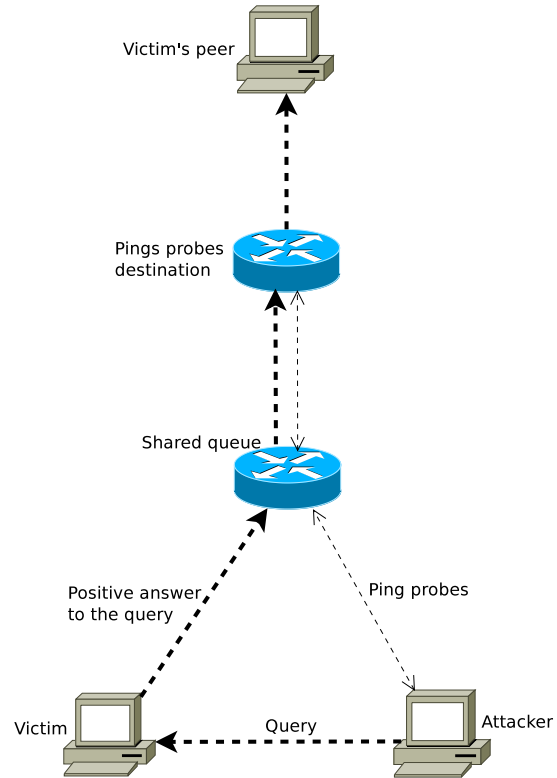 Victim's peer
Pings probes
destination
Shared queue
Positive answer
to the query
Ping probes
Victim
Query
Attacker